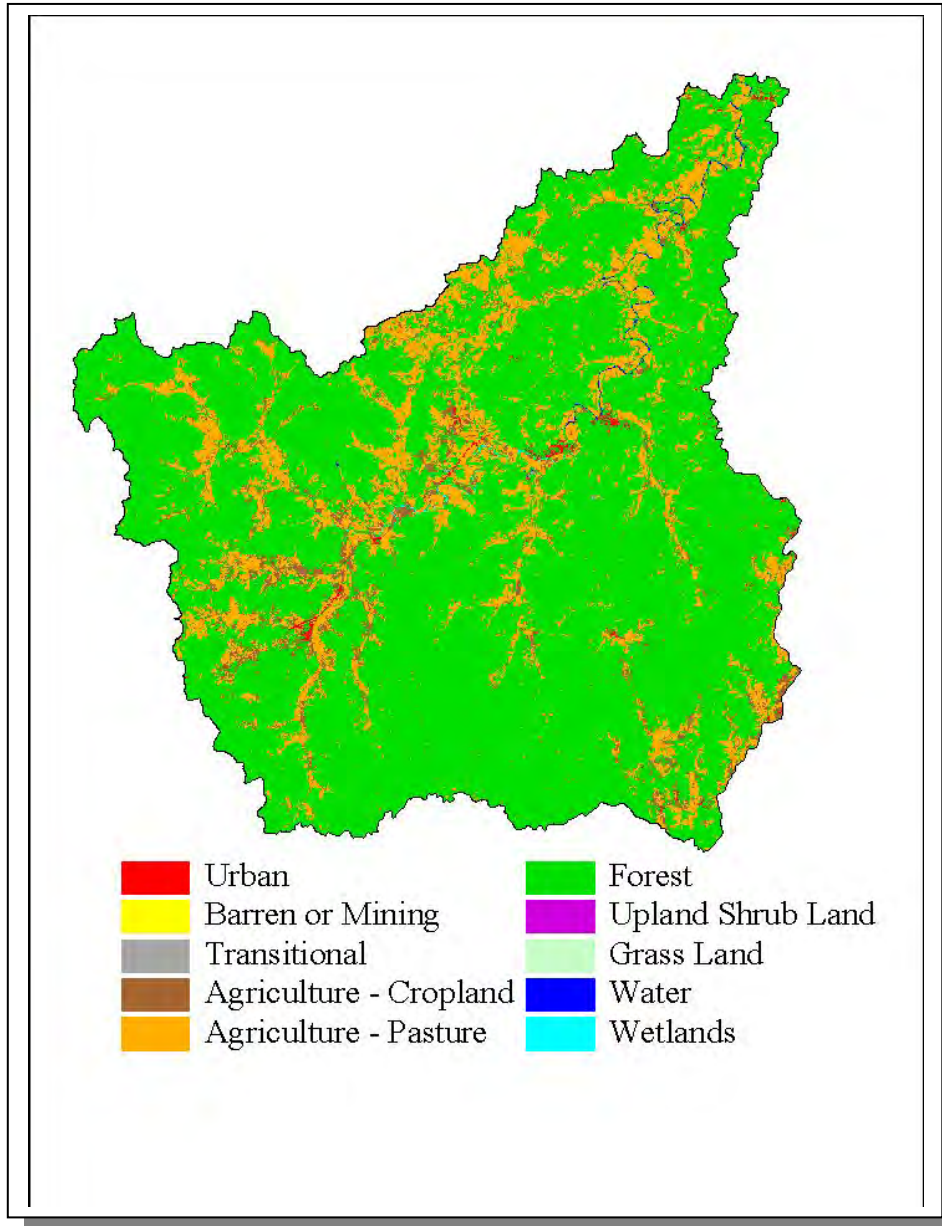 Urban
Barren or Mining
Transitional
Agriculture - Cropland
Agriculture - Pasture
Forest
Upland Shrub Land
Grass Land
Water
Wetlands